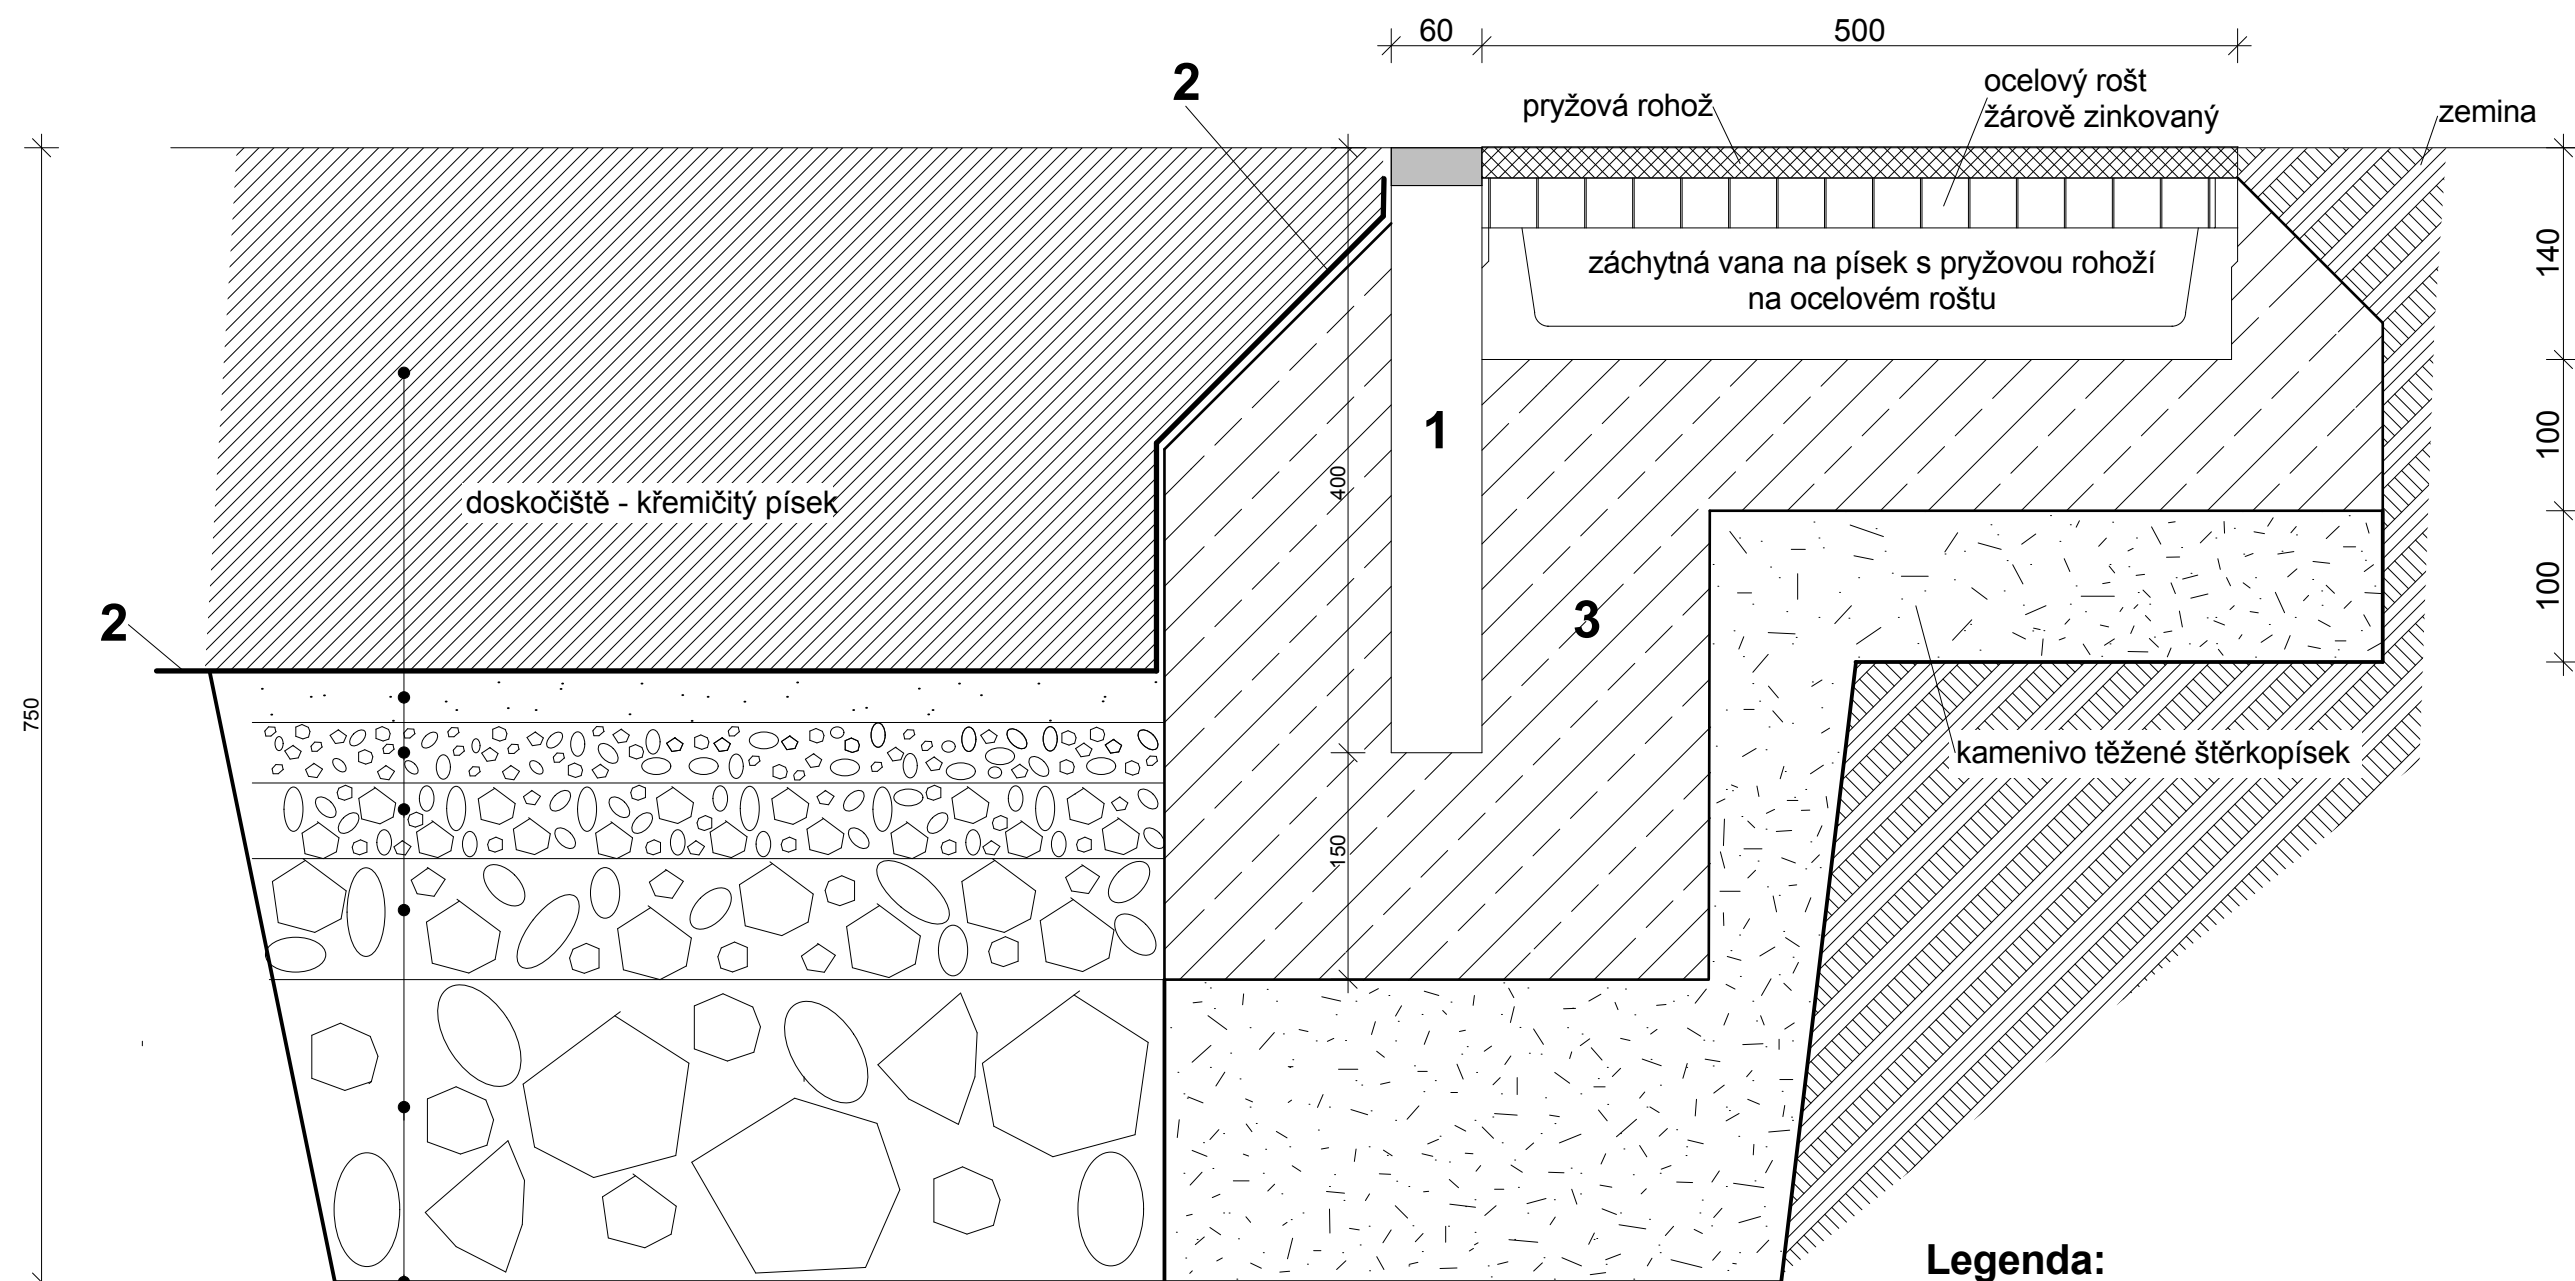 60
500
2
pryžová rohož
ocelový rošt
žárově zinkovaný
zemina
140
záchytná vana na písek s pryžovou rohoží
na ocelovém roštu
1
100
400
doskočiště - křemičitý písek
100
2
3
750
kamenivo těžené štěrkopísek
150
Legenda: